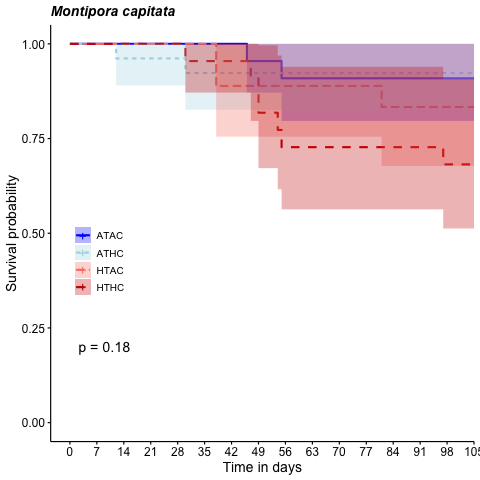 Montipora capitata
1.00
0.75
0.50
0.25
0.00
Survival probability
ATAC
ATHC
HTAC
HTHC
p = 0.18
0 7 14 21 28 35 42 49 56 63 70 77 84 91 98 105
Time in days